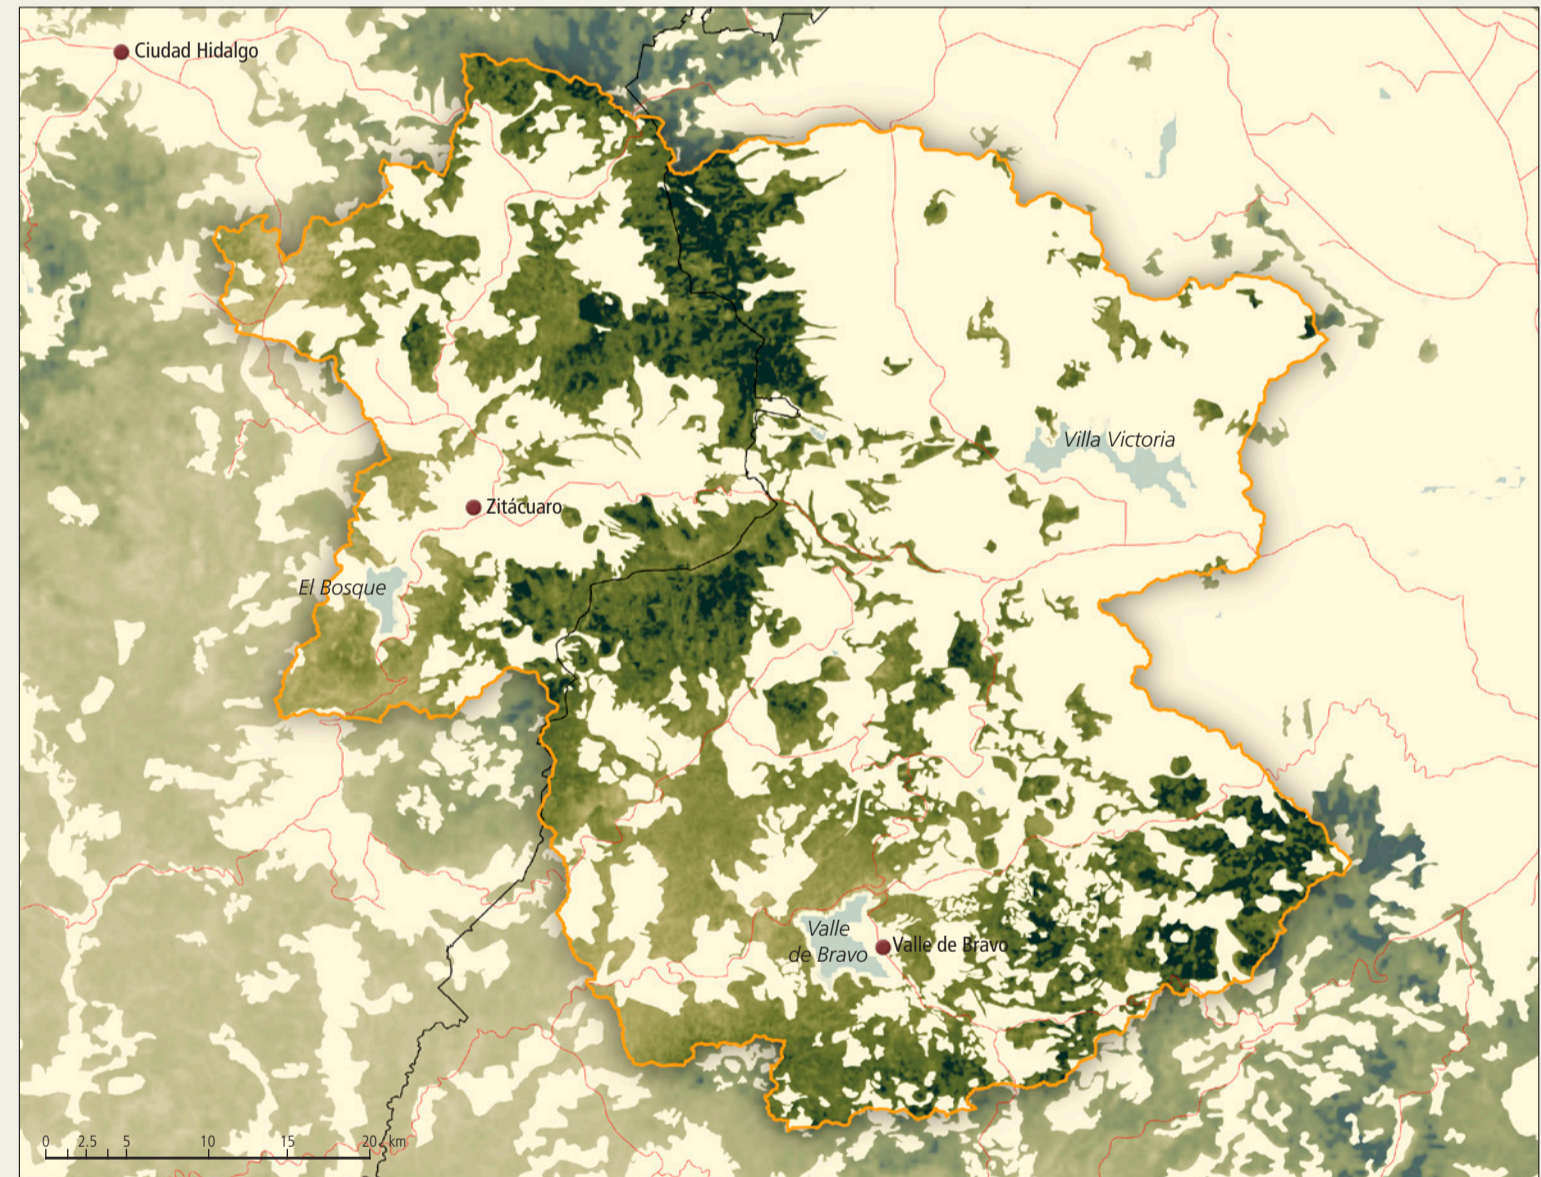 Ciudad Hidalgo
Villa Victoria
Zitácuaro
El Bosque
Valle
de Bravo
Valle de Bravo
0 2.5 5 10 15 20 km